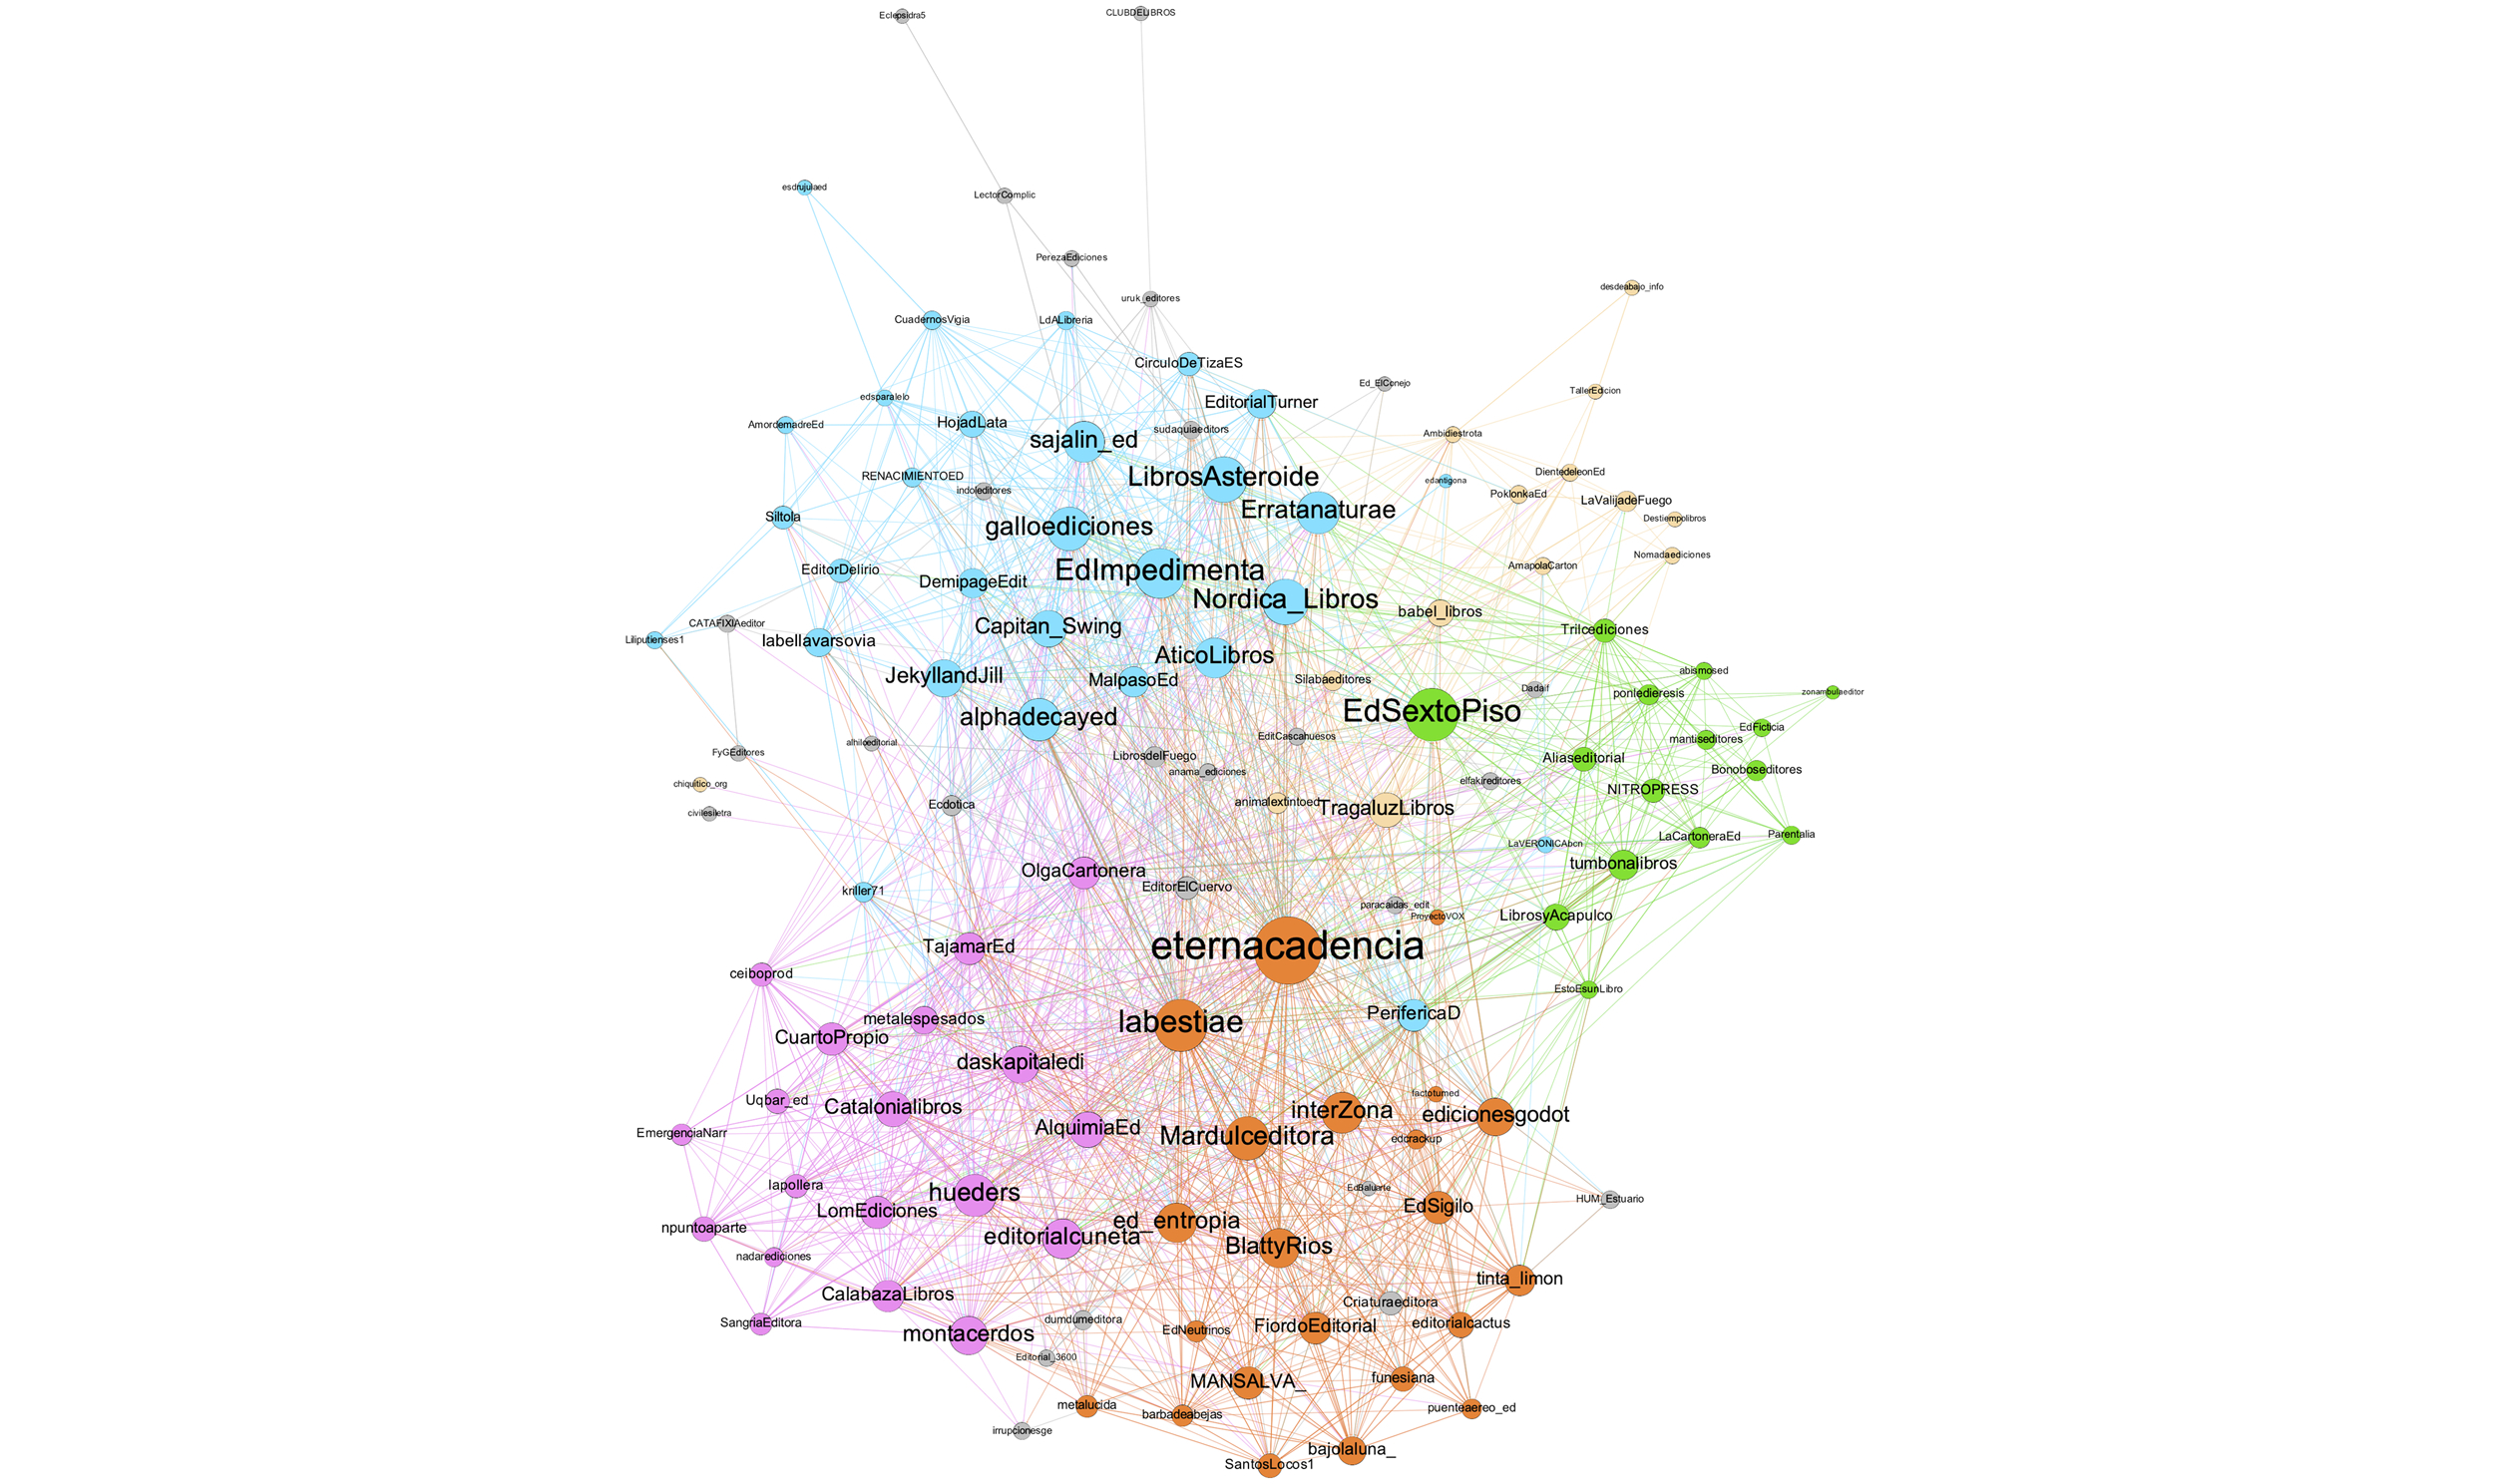 Eclepsidra5
CLUBDELIBROS
esdrujulaed
LectorComplic
PerezaEdiciones
desdeabajo_info
uruk_editores
CuadernosVigia
LdALibreria
CirculoDeTizaES
Ed_ElConejo
TallerEdicion
edsparalelo
EditorialTurner
AmordemadreEd
HojadLata
sudaquiaeditors
Ambidiestrota
sajalin_ed
DientedeleonEd
RENACIMIENTOED
LibrosAsteroide
edantigona
indoleditores
PoklonkaEd
LaValijadeFuego
Erratanaturae
Siltola
Destiempolibros
galloediciones
Nomadaediciones
AmapolaCarton
EditorDelirio
EdImpedimenta
DemipageEdit
Nordica_Libros
babel_libros
CATAFIXIAeditor
Capitan_Swing
Trilcediciones
Liliputienses1
labellavarsovia
AticoLibros
abismosed
JekyllandJill
MalpasoEd
Silabaeditores
Dadaif
ponledieresis
zonambulaeditor
EdSextoPiso
alphadecayed
EdFicticia
EditCascahuesos
mantiseditores
alhiloeditorial
FyGEditores
LibrosdelFuego
Aliaseditorial
Bonoboseditores
anama_ediciones
elfakireditores
chiquitico_org
NITROPRESS
Ecdotica
animalextintoed
TragaluzLibros
civilesiletra
LaCartoneraEd
Parentalia
LaVERONICAbcn
tumbonalibros
OlgaCartonera
kriller71
EditorElCuervo
paracaidas_edit
ProyectoVOX
LibrosyAcapulco
TajamarEd
eternacadencia
ceiboprod
EstoEsunLibro
PerifericaD
metalespesados
labestiae
CuartoPropio
daskapitaledi
factotumed
Uqbar_ed
Catalonialibros
interZona
edicionesgodot
AlquimiaEd
EmergenciaNarr
Mardulceditora
edcrackup
lapollera
EdBaluarte
hueders
HUM_Estuario
EdSigilo
LomEdiciones
ed_entropia
npuntoaparte
editorialcuneta
BlattyRios
nadarediciones
tinta_limon
CalabazaLibros
Criaturaeditora
dumdumeditora
SangriaEditora
editorialcactus
FiordoEditorial
EdNeutrinos
montacerdos
Editorial_3600
funesiana
MANSALVA_
metalucida
puenteaereo_ed
barbadeabejas
irrupcionesge
bajolaluna_
SantosLocos1